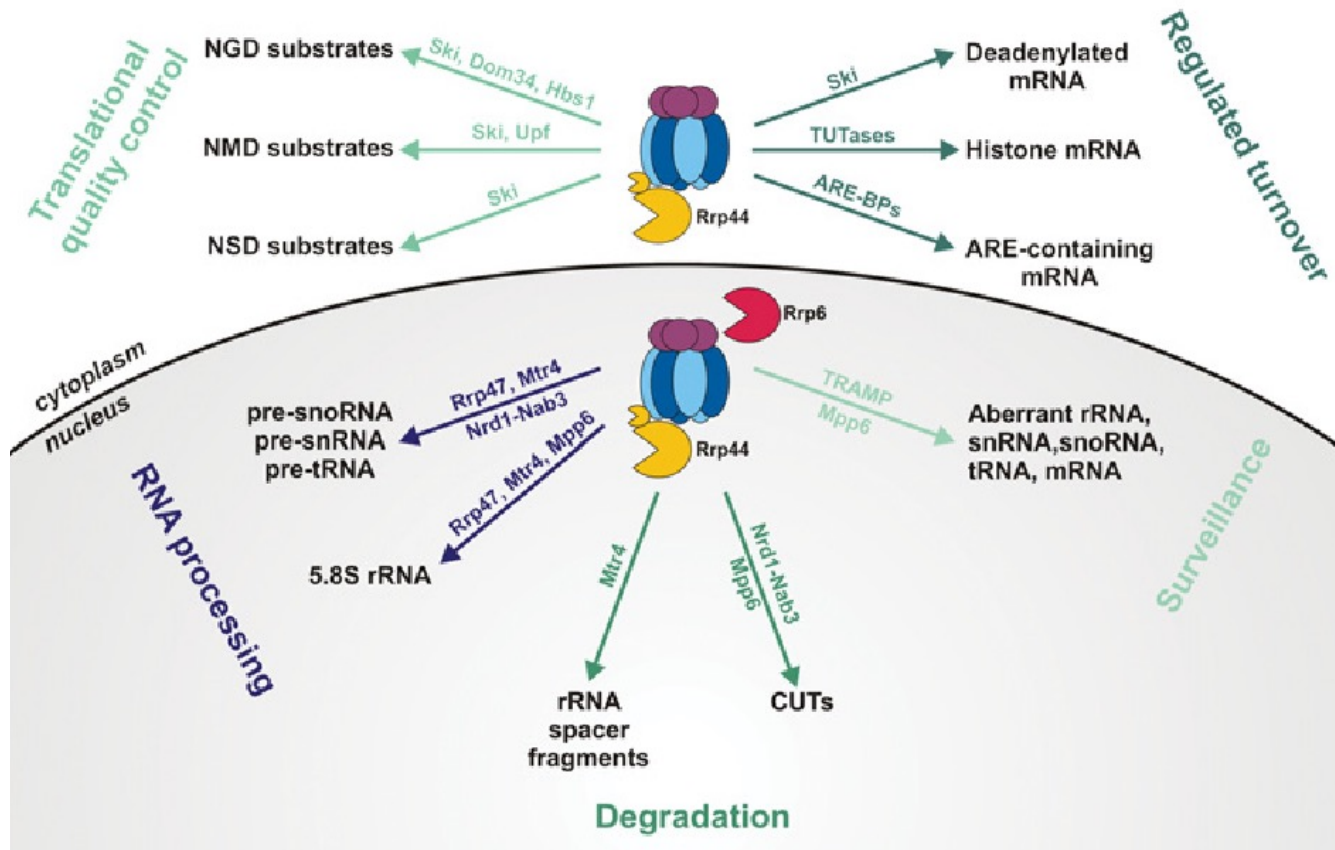 Translational
quality control
NGD substrates
Ski, Dom34, Hbs1
NMD substrates
Ski, Upf
NSD substrates
Ski
Rrp44
Ski
Deadenylated
mRNA
TUTases
Histone mRNA
ARE-BPs
ARE-containing
mRNA
Regulated turnover
cytoplasm
nucleus
Rrp6
Rrp44
Rrp47, Mtr4
Nrd1-Nab3
pre-snoRNA
pre-snRNA
pre-tRNA
Rrp47, Mtr4, Mpp6
5.8S rRNA
RNA processing
TRAMP
Mpp6
Aberrant rRNA,
snRNA,snoRNA,
tRNA, mRNA
Surveillance
Mtr4
rRNA
spacer
fragments
Nrd1-Nab3
Mpp6
CUTs
Degradation